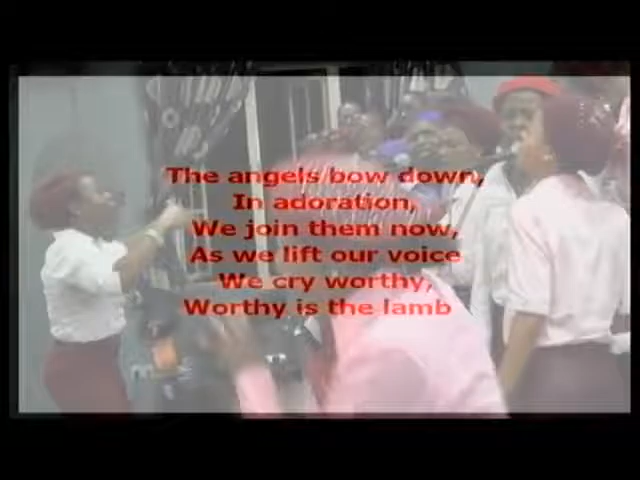 The angels bow down,
In adoration,
We join them now,
As we lift our voice
We cry worthy,
Worthy is the lamb